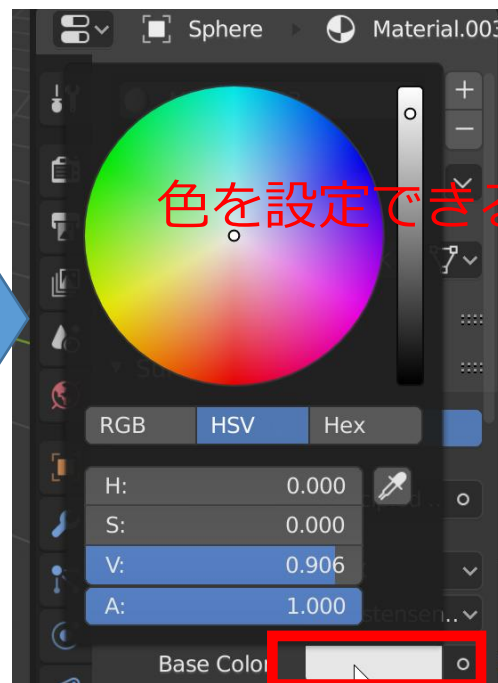 Sphere Material.003
色を設定できる
RGB HSV Hex
H: 0.000
S: 0.000
V: 0.906
A: 1.000
Base Color